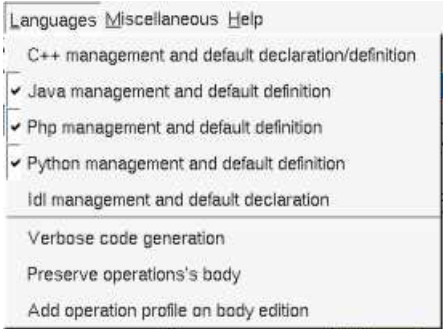 Languages Miscellaneous Help
C++ management and default declaration/definition
Java management and default definition
Php management and default definition
Python management and default definition
Idl management and default declaration
Verbose code generation
Preserve operations's body
Add operation profile on body edition